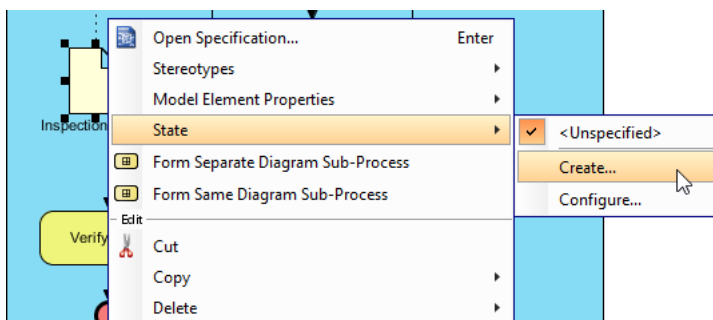 Open Specification... Enter
Stereotypes
Model Element Properties
Inspection
State
<Unspecified>
Form Separate Diagram Sub-Process
Create...
Form Same Diagram Sub-Process
Configure...
Edit
Verify
Cut
Copy
Delete